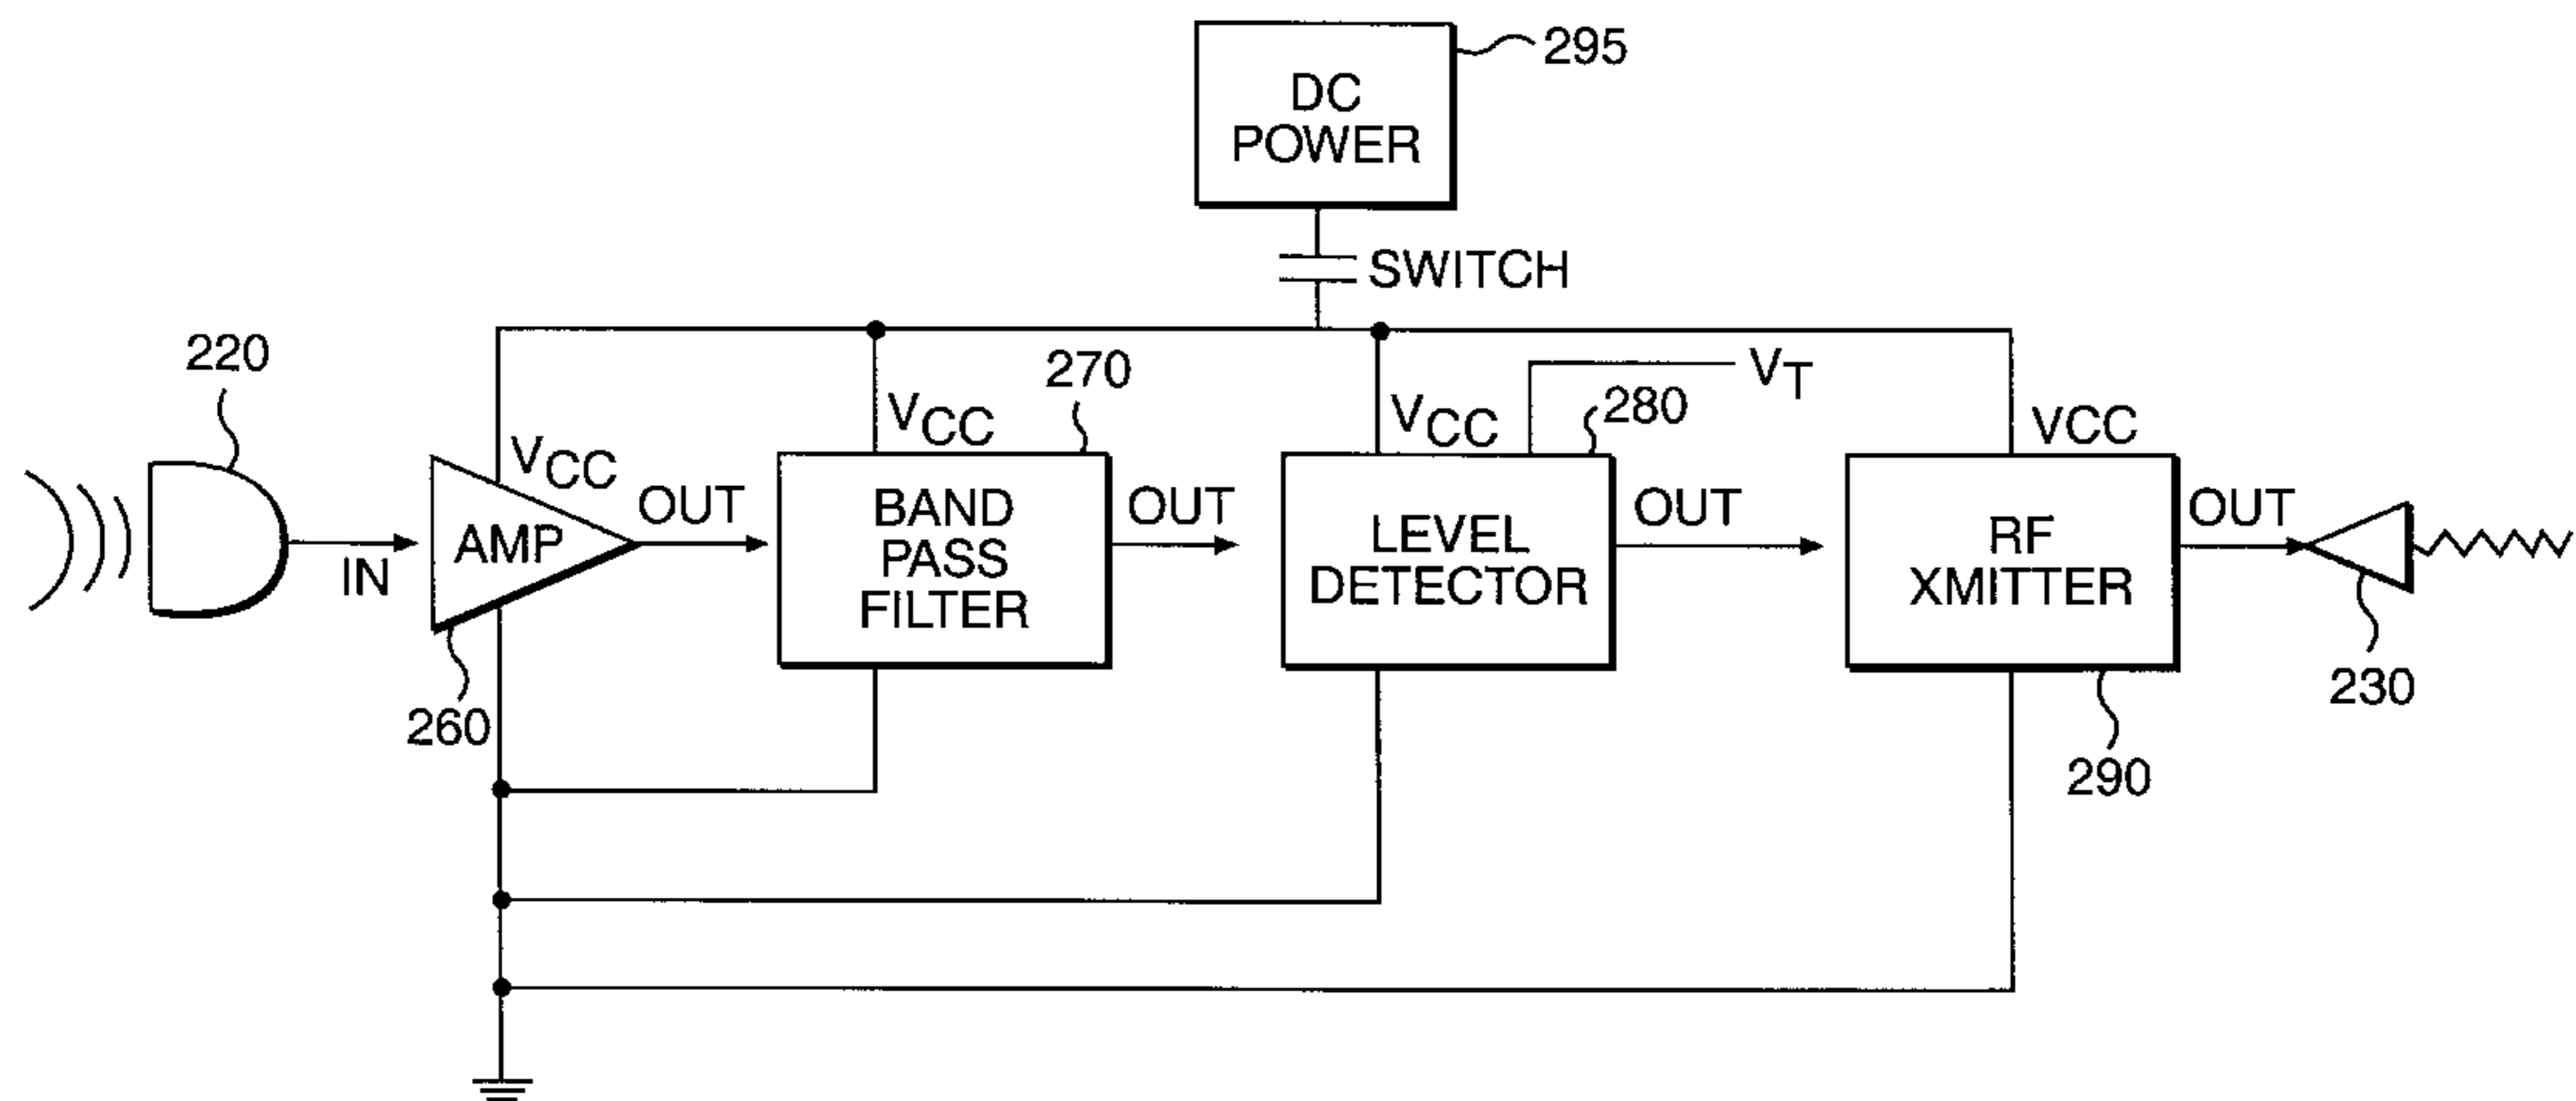 295
DC
POWER
SWITCH
220
270
VT
280
VCC
VCC
VCC
VCC
IN
AMP
OUT
BAND
PASS
FILTER
OUT
LEVEL
DETECTOR
OUT
RF
XMITTER
OUT
260
230
290